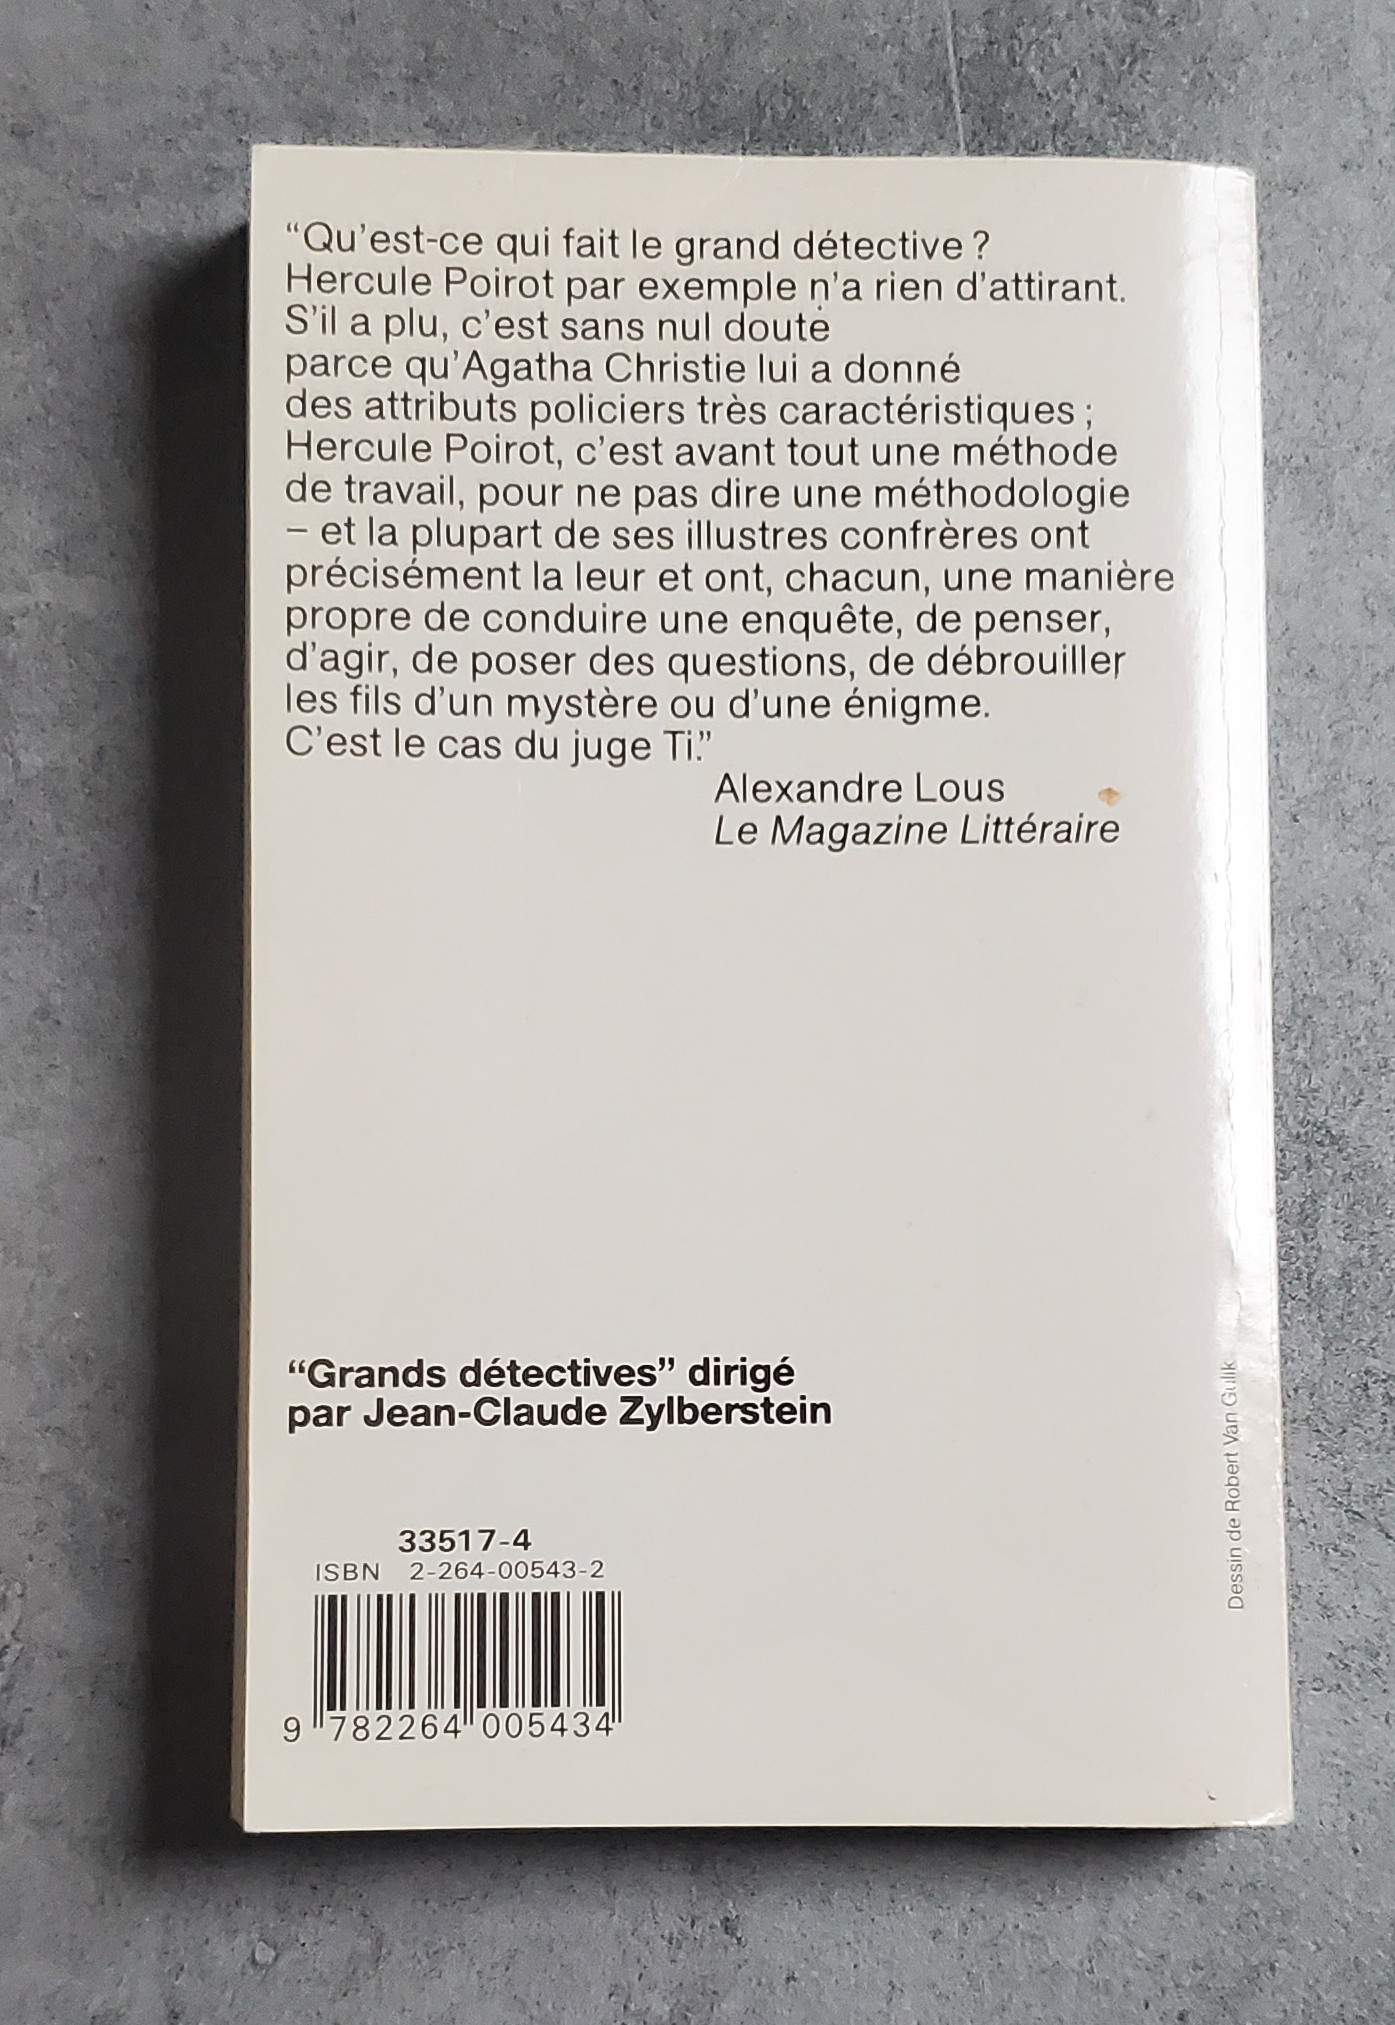 “Qu'est-ce qui fait le grand détective ?
Hercule Poirot par exemple n'a rien d'attirant.
S'il a plu, c'est sans nul doute
parce qu'Agatha Christie lui a donné
des attributs policiers très caractéristiques ;
Hercule Poirot, c'est avant tout une méthode
de travail, pour ne pas dire une méthodologie
– et la plupart de ses illustres confrères ont
précisément la leur et ont, chacun, une manière
propre de conduire une enquête, de penser,
d'agir, de poser des questions, de débrouiller
les fils d'un mystère ou d'une énigme.
C'est le cas du juge Ti.”
Alexandre Lous
Le Magazine Littéraire
“Grands détectives” dirigé
par Jean-Claude Zylberstein
33517-4
ISBN 2-264-00543-2
9 782264 005434
Dessin de Robert Van Gulik